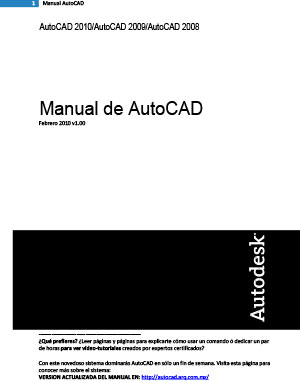 1 Manual AutoCAD
AutoCAD 2010/AutoCAD 2009/AutoCAD 2008
Manual de AutoCAD
Febrero 2010 v1.00
Autodesk®
¿Qué prefieres? ¿Leer páginas y páginas para explicarte cómo usar un comando ó dedicar un par
de horas para ver vídeo-tutoriales creados por expertos certificados?
Con este novedoso sistema dominarás AutoCAD en sólo un fin de semana. Visita esta página para
conocer más sobre el sistema:
VERSION ACTUALIZADA DEL MANUAL EN: http://autocad.arq.com.mx/